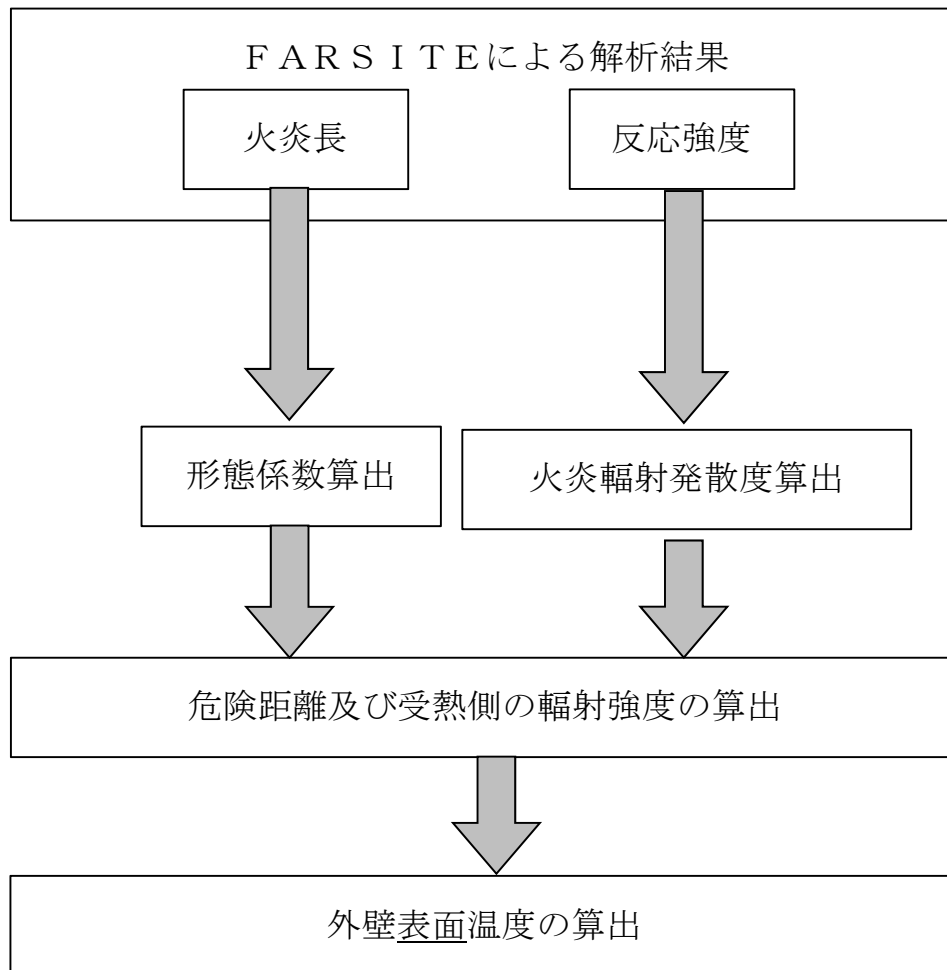 ＦＡＲＳＩＴＥによる解析結果
火炎長
反応強度
形態係数算出
火炎輻射発散度算出
危険距離及び受熱側の輻射強度の算出
外壁表面温度の算出